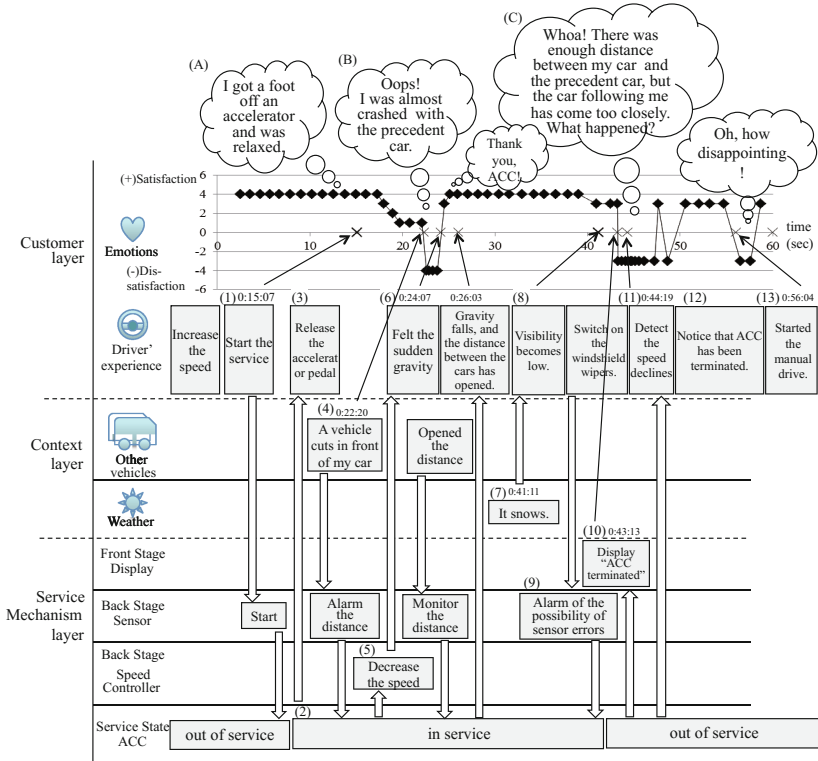 (A)
I got a foot
off an
accelerator
and was
relaxed.
(B)
Oops!
I was almost
crashed with
the precedent
car.
Thank
you,
ACC!
(C)
Whoa! There was
enough distance
between my car and
the precedent car, but
the car following me
has come too closely.
What happened?
Oh, how
disappointing
!
Customer
layer
(+)Satisfaction
Emotions
(-)Dis-
satisfaction
6
4
2
0
-2
-4
-6
0
10
20
30
40
50
60
time
(sec)
Driver'
experience
(1) 0:15:07
Increase
the
speed
Start the
service
(3)
Release
the
accelerat
or pedal
(6) 0:24:07
Felt the
sudden
gravity
0:26:03
Gravity
falls, and
the distance
between the
cars has
opened.
(8)
Visibility
becomes
low.
Switch on
the
windshield
wipers.
(11) 0:44:19
Detect
the
speed
declines
(12)
Notice that ACC
has been
terminated.
(13) 0:56:04
Started
the
manual
drive.
Context
layer
Other
vehicles
(4) 0:22:20
A vehicle
cuts in front
of my car
Opened
the
distance
Weather
(7) 0:41:11
It snows.
Service
Mechanism
layer
Front Stage
Display
(10) 0:43:13
Display
“ACC
terminated”
Back Stage
Sensor
Start
Alarm
the
distance
Monitor
the
distance
(9)
Alarm of the
possibility of
sensor errors
Back Stage
Speed
Controller
(5)
Decrease
the speed
Service State
ACC
out of service
(2)
in service
out of service